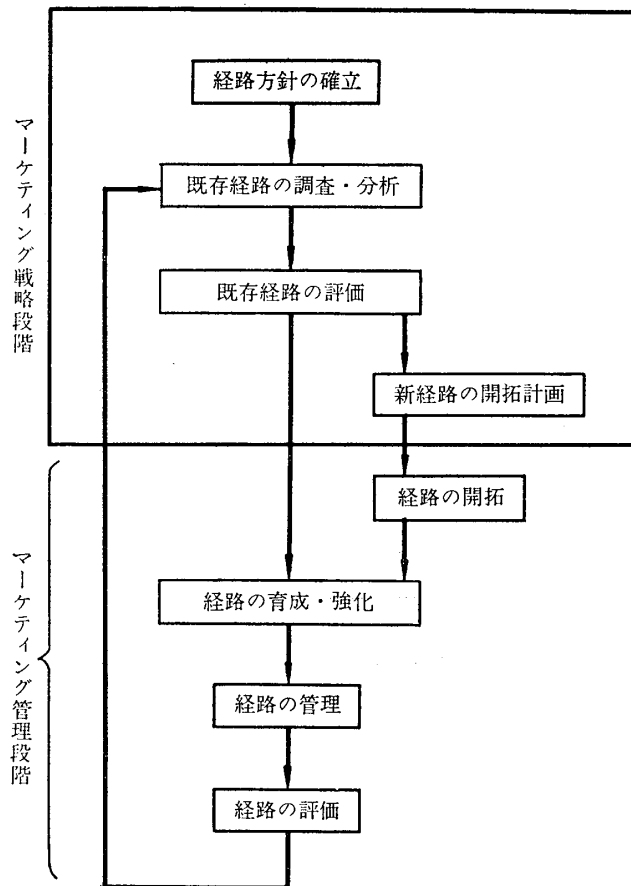 マーケティング戦略段階
経路方針の確立
既存経路の調査・分析
既存経路の評価
新経路の開拓計画
マーケティング管理段階
経路の開拓
経路の育成・強化
経路の管理
経路の評価